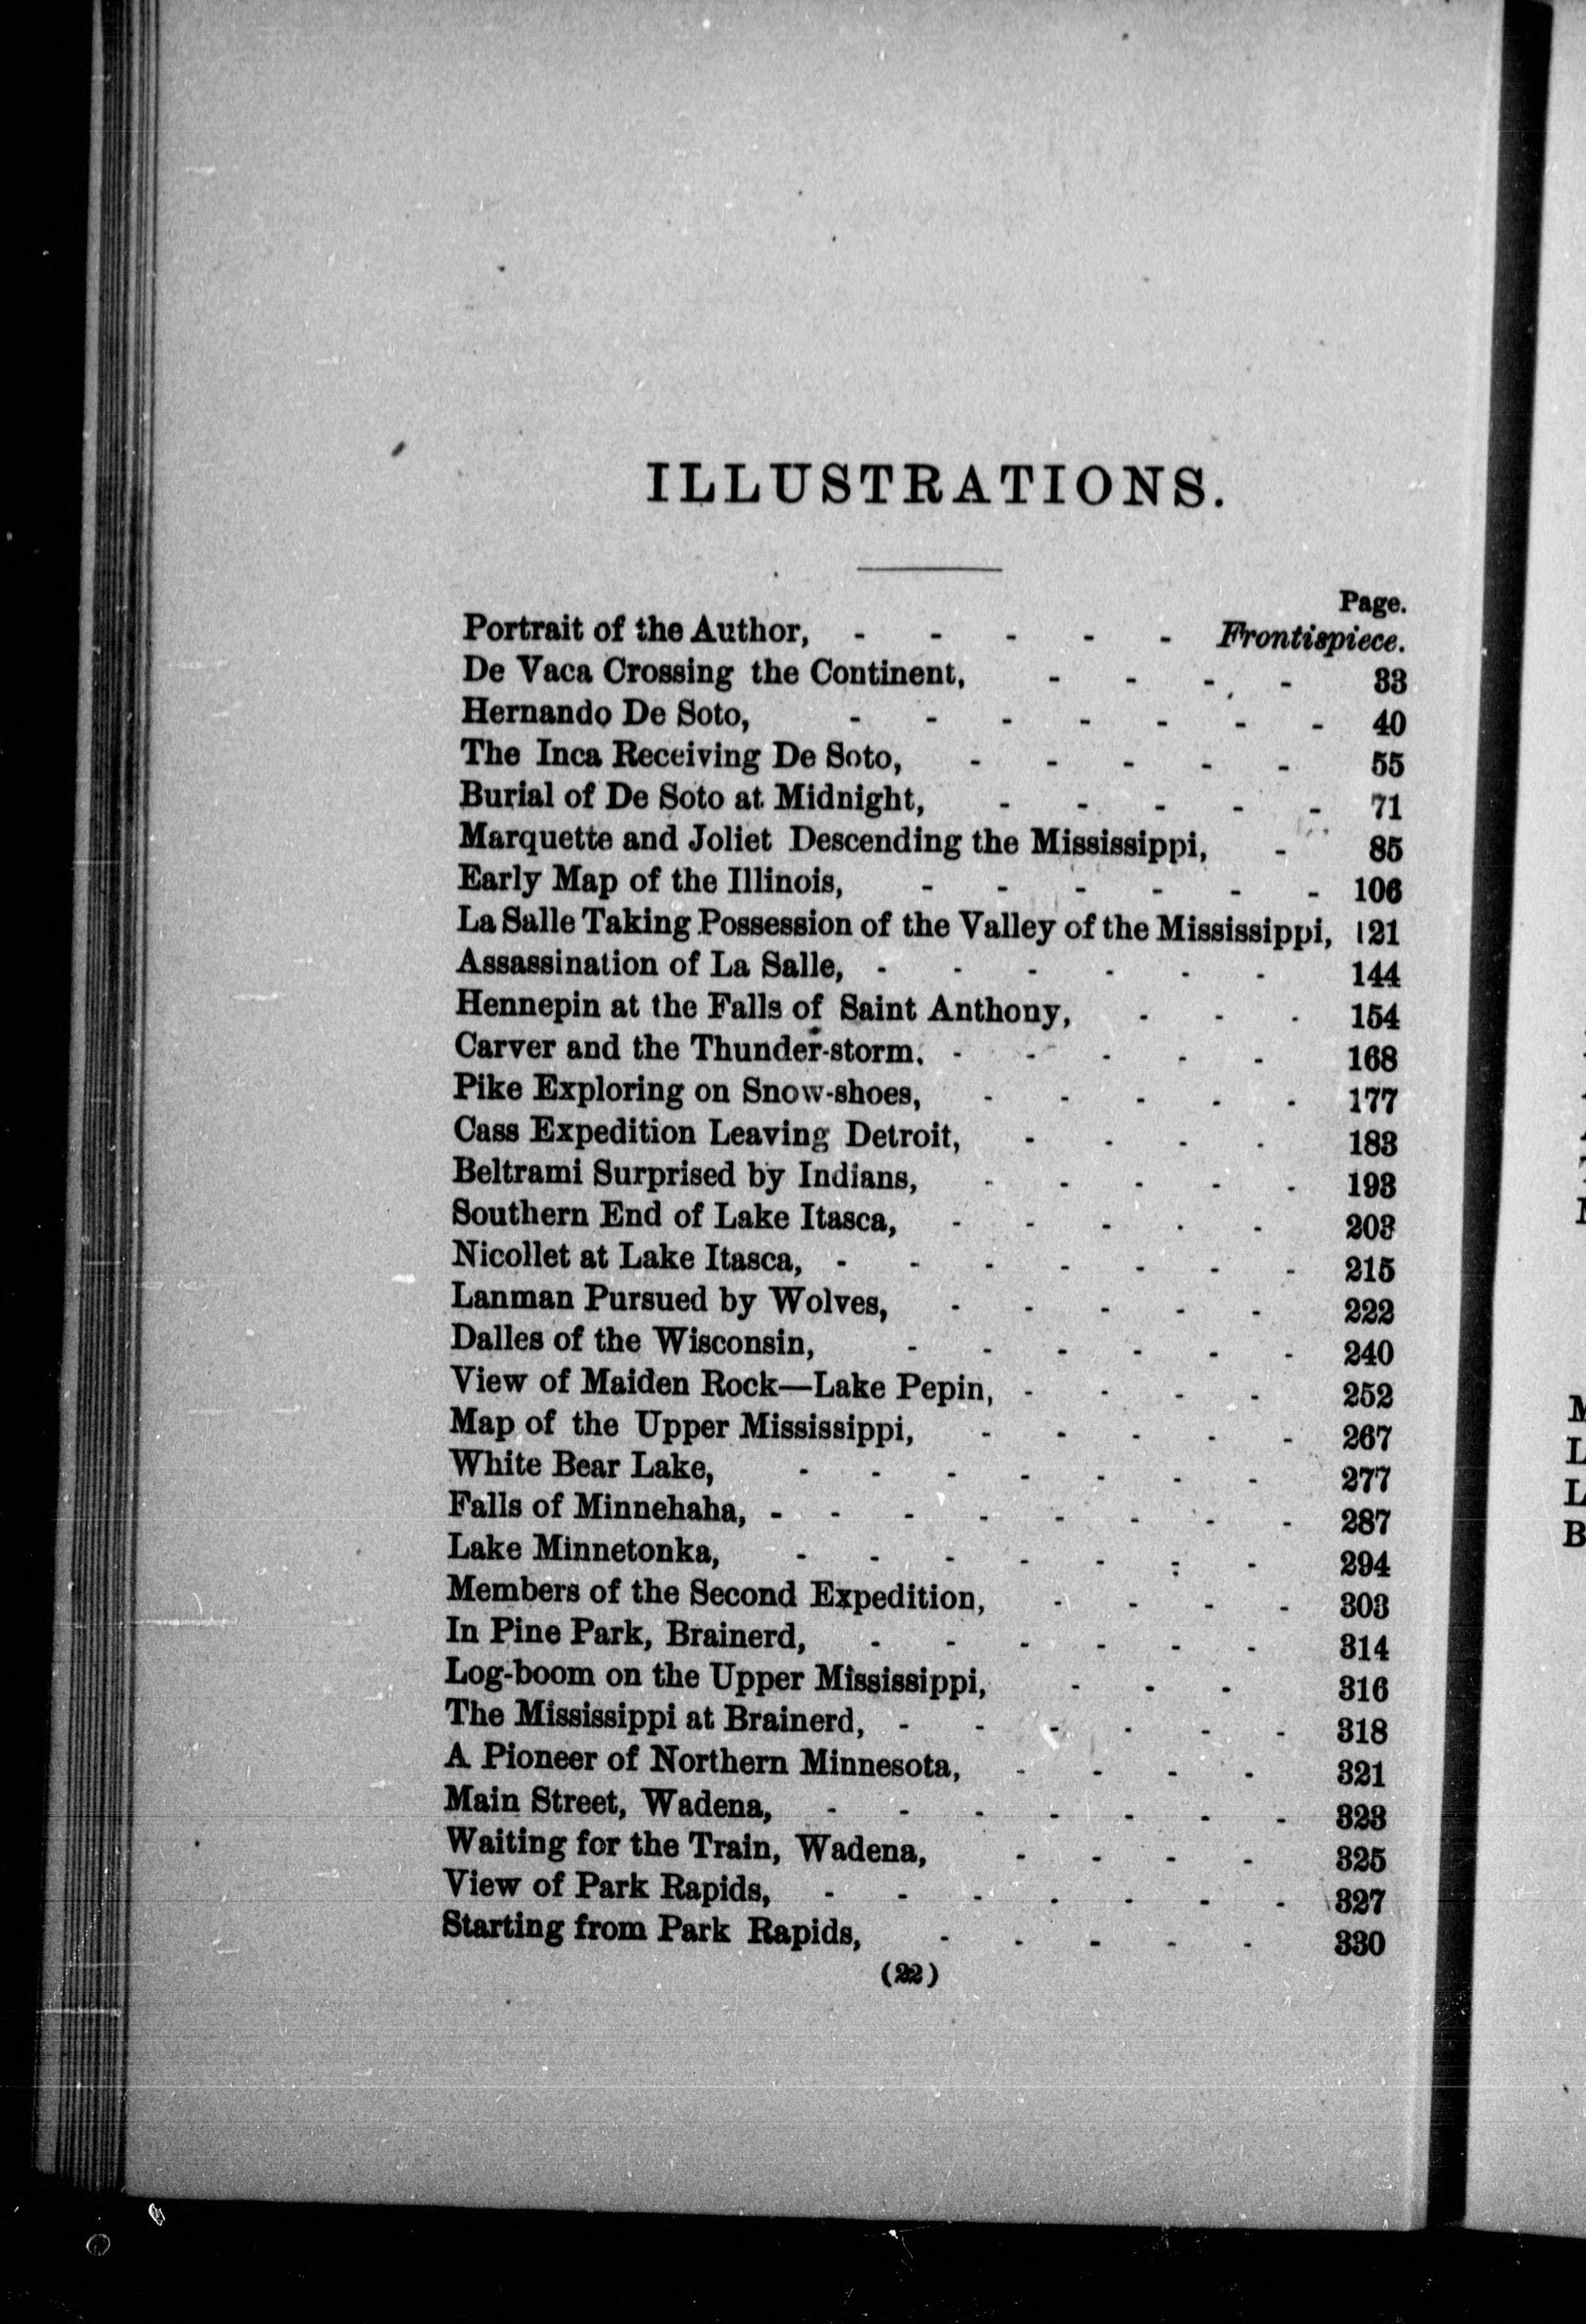 ILLUSTRATIONS.
Page.
Portrait of the Author, - - - - - Frontispiece.
De Vaca Crossing the Continent, - - - - 33
Hernando De Soto, - - - - - - - 40
The Inca Receiving De Soto, - - - - - 55
Burial of De Soto at Midnight, - - - - - 71
Marquette and Joliet Descending the Mississippi, - 85
Early Map of the Illinois, - - - - - - 106
La Salle Taking Possession of the Valley of the Mississippi, 121
Assassination of La Salle, - - - - - - 144
Hennepin at the Falls of Saint Anthony, - - - 154
Carver and the Thunder-storm, - - - - - 168
Pike Exploring on Snow-shoes, - - - - - 177
Cass Expedition Leaving Detroit, - - - - 183
Beltrami Surprised by Indians, - - - - - 193
Southern End of Lake Itasca, - - - - - 203
Nicollet at Lake Itasca, - - - - - - - 215
Lanman Pursued by Wolves, - - - - - 222
Dalles of the Wisconsin, - - - - - - 240
View of Maiden Rock—Lake Pepin, - - - - 252
Map of the Upper Mississippi, - - - - - 267
White Bear Lake, - - - - - - - 277
Falls of Minnehaha, - - - - - - - - 287
Lake Minnetonka, - - - - - - - 294
Members of the Second Expedition, - - - - 303
In Pine Park, Brainerd, - - - - - - 314
Log-boom on the Upper Mississippi, - - - 316
The Mississippi at Brainerd, - - - - - - 318
A Pioneer of Northern Minnesota, - - - - 321
Main Street, Wadena, - - - - - - - 323
Waiting for the Train, Wadena, - - - - 325
View of Park Rapids, - - - - - - - 327
Starting from Park Rapids, - - - - - 330
(22)